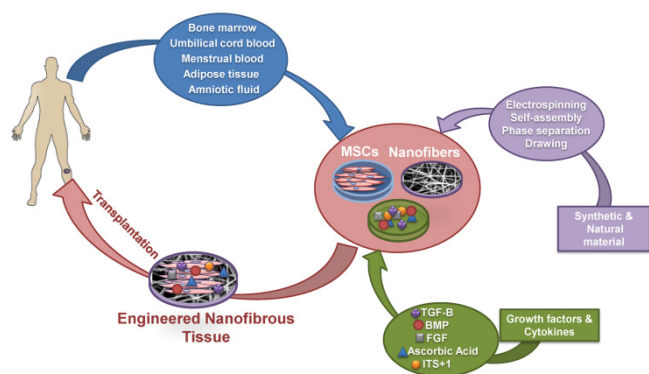 Bone marrow
Umbilical cord blood
Menstrual blood
Adipose tissue
Amniotic fluid
Electrospinning
Self-assembly
Phase separation
Drawing
MSCs
Nanofibers
Synthetic &
Natural
material
Transplantation
Engineered Nanofibrous
Tissue
TGF-B
BMP
FGF
Ascorbic Acid
ITS+1
Growth factors &
Cytokines